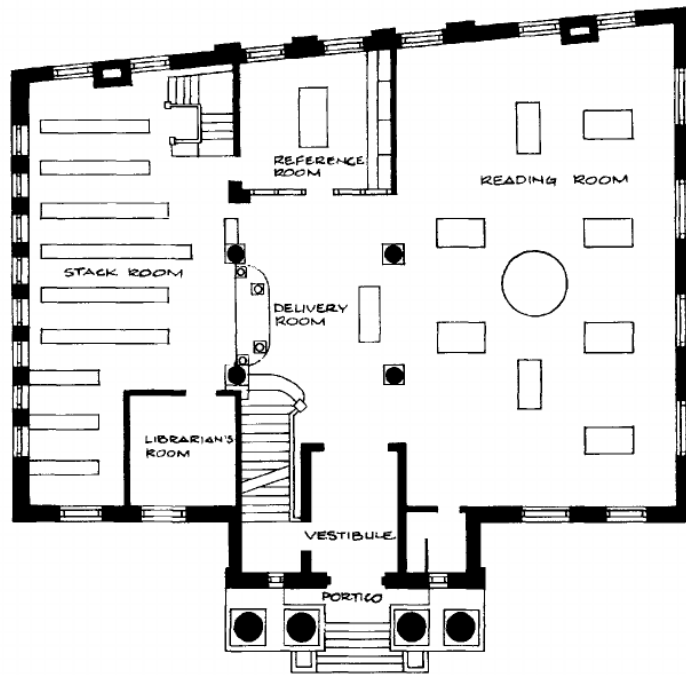 REFERENCE
ROOM
READING ROOM
STACK ROOM
DELIVERY
ROOM
LIBRARIAN'S
ROOM
VESTIBULE
PORTICO